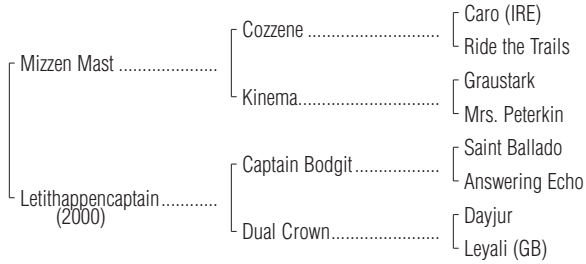 Caro (IRE)
Cozzene ........................................
Ride the Trails
Mizzen Mast .....................
Graustark
Kinema...........................................
Mrs. Peterkin
Saint Ballado
Captain Bodgit ..........................
Answering Echo
Letithappencaptain ............
(2000)
Dayjur
Dual Crown.................................
Leyali (GB)